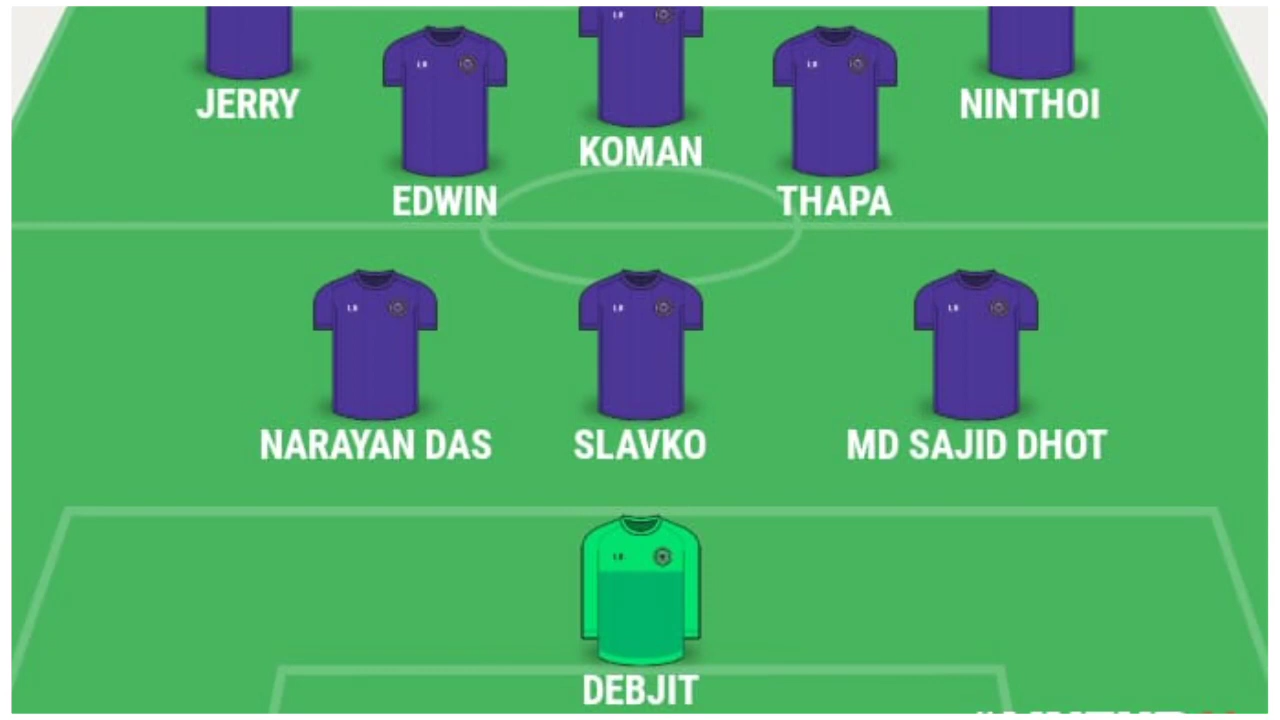 JERRY
NINTHOI
KOMAN
EDWIN
THAPA
NARAYAN DAS
SLAVKO
MD SAJID DHOT
DEBJIT